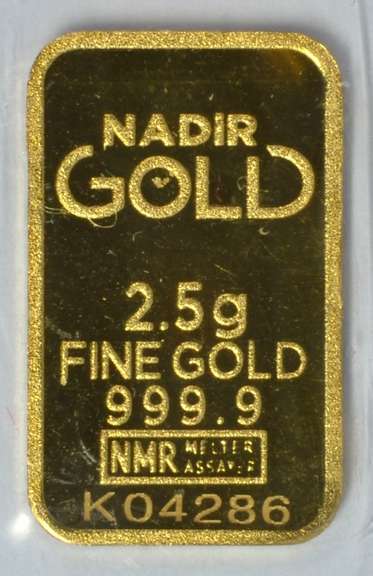 NADIR
GOLD
2.5g
FINE GOLD
999.9
NMR MELTER
ASSAYER
K04286